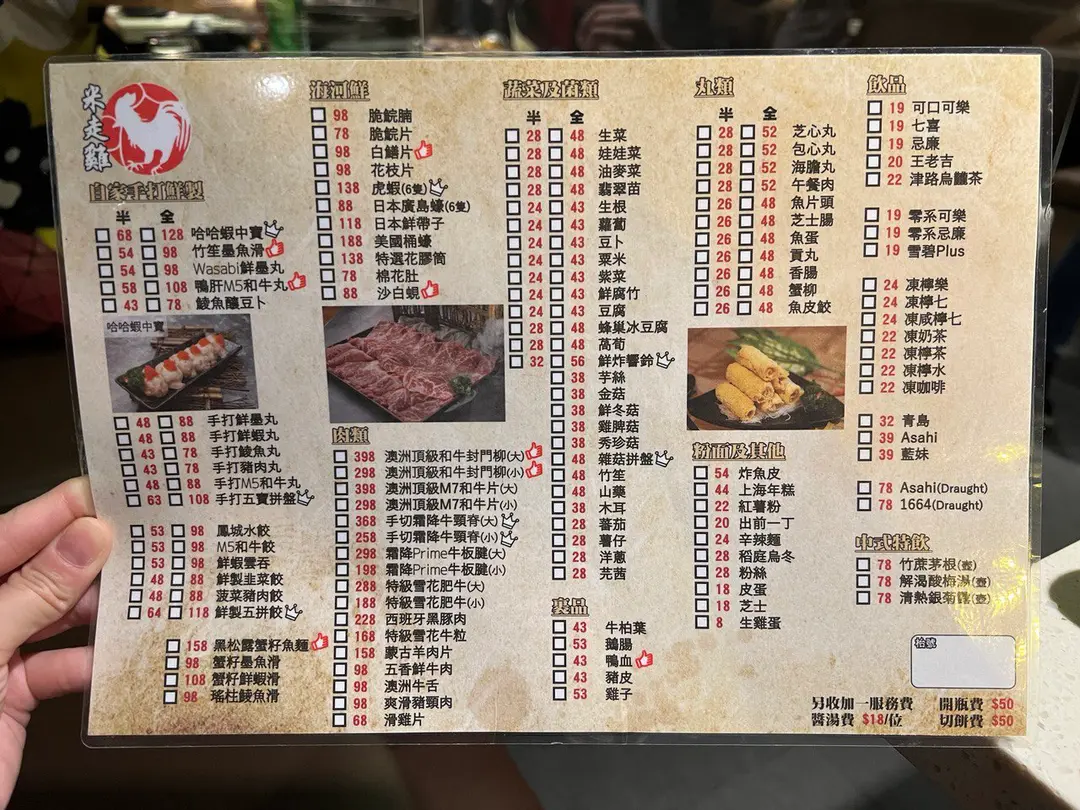 米走雞
自家手打鮮製
半 全
68 128 哈哈蝦中寶
54 98 竹笙墨魚滑
54 98 Wasabi鮮墨丸
58 108 鴨肝M5和牛丸
43 78 鯪魚釀豆卜
哈哈蝦中寶
48 88 手打鮮墨丸
48 88 手打鮮蝦丸
43 78 手打鯪魚丸
43 78 手打豬肉丸
48 88 手打M5和牛丸
63 108 手打五寶拼盤
53 98 鳳城水餃
53 98 M5和牛餃
53 98 鮮蝦雲吞
48 88 鮮製韭菜餃
48 88 菠菜豬肉餃
64 118 鮮製五拼餃
158 黑松露蟹籽魚麵
98 蟹籽墨魚滑
108 蟹籽鮮蝦滑
98 瑤柱鯪魚滑
海河鮮
98 脆鯇腩
78 脆鯇片
98 白鱔片
98 花枝片
138 虎蝦(6隻)
88 日本廣島蠔(6隻)
118 日本鮮帶子
188 美國桶蠔
138 特選花膠筒
78 棉花肚
88 沙白蜆
肉類
398 澳洲頂級和牛封門柳(大)
298 澳洲頂級和牛封門柳(小)
398 澳洲頂級M7和牛片(大)
298 澳洲頂級M7和牛片(小)
368 手切霜降牛頸脊(大)
258 手切霜降牛頸脊(小)
298 霜降Prime牛板腱(大)
198 霜降Prime牛板腱(小)
288 特級雪花肥牛(大)
188 特級雪花肥牛(小)
228 西班牙黑豚肉
168 特級雪花牛粒
158 蒙古羊肉片
98 五香鮮牛肉
98 澳洲牛舌
98 爽滑豬頸肉
68 滑雞片
蔬菜及菌類
半 全
28 48 生菜
28 48 娃娃菜
28 48 油麥菜
28 48 翡翠苗
24 43 生根
24 43 蘿蔔
24 43 豆卜
24 43 粟米
24 43 紫菜
24 43 鮮腐竹
24 43 豆腐
28 48 蜂巢冰豆腐
28 48 萵筍
32 56 鮮炸響鈴
38 芋絲
38 金菇
38 鮮冬菇
38 雞脾菇
38 秀珍菇
48 雜菇拼盤
48 竹笙
48 山藥
38 木耳
28 蕃茄
28 薯仔
28 洋蔥
28 芫茜
裏品
43 牛柏葉
53 鵝腸
43 鴨血
43 豬皮
53 雞子
丸類
半 全
28 52 芝心丸
28 52 包心丸
28 52 海膽丸
28 52 午餐肉
26 48 魚片頭
26 48 芝士腸
26 48 魚蛋
26 48 貢丸
26 48 香腸
26 48 蟹柳
26 48 魚皮餃
粉麵及其他
54 炸魚皮
44 上海年糕
22 紅薯粉
20 出前一丁
24 辛辣麵
28 稻庭烏冬
28 粉絲
18 皮蛋
18 芝士
8 生雞蛋
飲品
19 可口可樂
19 七喜
19 忌廉
20 王老吉
22 津路烏龍茶
19 零系可樂
19 零系忌廉
19 雪碧Plus
24 凍檸樂
24 凍檸七
24 凍咸檸七
22 凍奶茶
22 凍檸茶
22 凍檸水
22 凍咖啡
32 青島
39 Asahi
39 藍妹
78 Asahi(Draught)
78 1664(Draught)
中式特飲
78 竹蔗茅根(壺)
78 解渴酸梅湯(壺)
78 清熱銀菊露(壺)
枱號
另收加一服務費 開瓶費 $50
醬湯費 $18/位 切餅費 $50